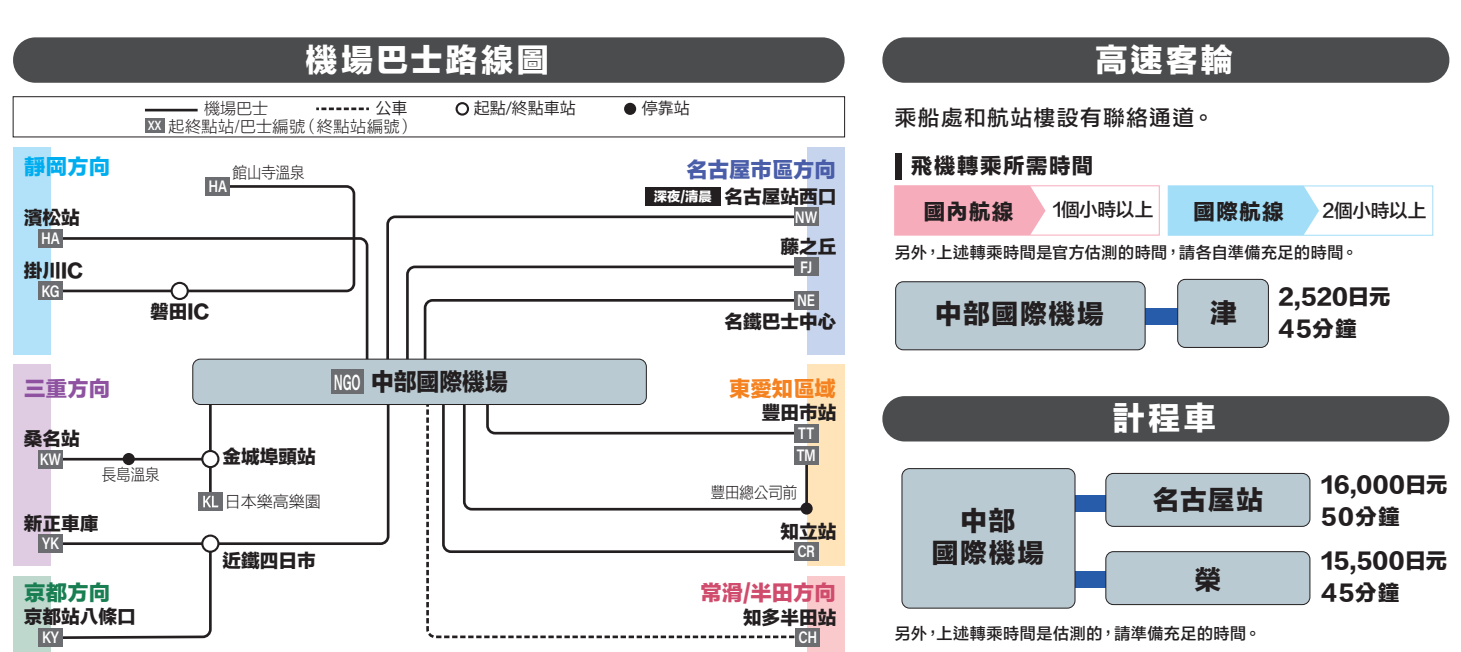 機場巴士路線圖
機場巴士 公車 起點/終點車站 停靠站
XX 起終點站/巴士編號(終點站編號)
靜岡方向
館山寺溫泉
HA
濱松站
HA
掛川IC
KG
磐田IC
名古屋市區方向
深夜/清晨 名古屋站西口
NW
藤之丘
FJ
NE
名鐵巴士中心
NGO 中部國際機場
三重方向
桑名站
KW
長島溫泉
金城埠頭站
KL 日本樂高樂園
新正車庫
YK
近鐵四日市
京都方向
京都站八條口
KY
東愛知區域
豐田市站
TT
TM
豐田總公司前
知立站
CR
常滑/半田方向
知多半田站
CH
高速客輪
乘船處和航站樓設有聯絡通道。
飛機轉乘所需時間
國內航線 1個小時以上 國際航線 2個小時以上
另外,上述轉乘時間是官方估測的時間,請各自準備充足的時間。
中部國際機場 津 2,520日元
45分鐘
計程車
中部
國際機場
名古屋站 16,000日元
50分鐘
榮 15,500日元
45分鐘
另外,上述轉乘時間是估測的,請準備充足的時間。